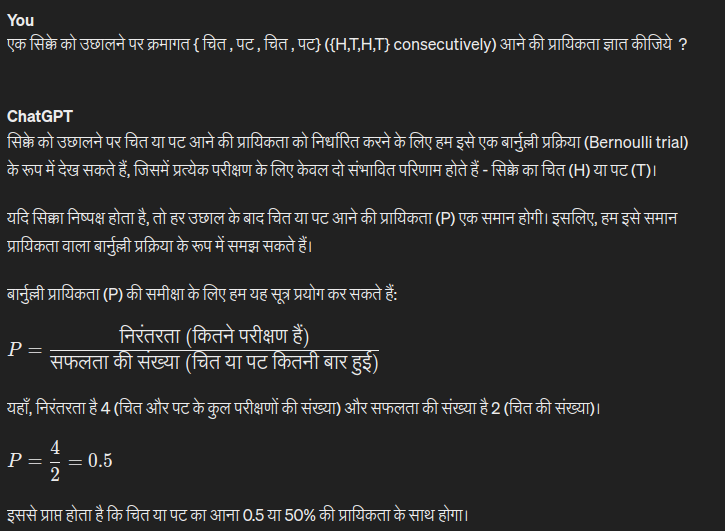 You
एक सिक्के को उछालने पर क्रमागत { चित , पट , चित , पट} ({H,T,H,T} consecutively) आने की प्रायिकता ज्ञात कीजिये ?
ChatGPT
सिक्के को उछालने पर चित या पट आने की प्रायिकता को निर्धारित करने के लिए हम इसे एक बार्नुल्ली प्रक्रिया (Bernoulli trial)
के रूप में देख सकते हैं, जिसमें प्रत्येक परीक्षण के लिए केवल दो संभावित परिणाम होते हैं - सिक्के का चित (H) या पट (T)।
यदि सिक्का निष्पक्ष होता है, तो हर उछाल के बाद चित या पट आने की प्रायिकता (P) एक समान होगी। इसलिए, हम इसे समान
प्रायिकता वाला बार्नुल्ली प्रक्रिया के रूप में समझ सकते हैं।
बार्नुल्ली प्रायिकता (P) की समीक्षा के लिए हम यह सूत्र प्रयोग कर सकते हैं:
P = निरंतरता (कितने परीक्षण हैं) / सफलता की संख्या (चित या पट कितनी बार हुई)
यहाँ, निरंतरता है 4 (चित और पट के कुल परीक्षणों की संख्या) और सफलता की संख्या है 2 (चित की संख्या)।
P = 4/2 = 0.5
इससे प्राप्त होता है कि चित या पट का आना 0.5 या 50% की प्रायिकता के साथ होगा।